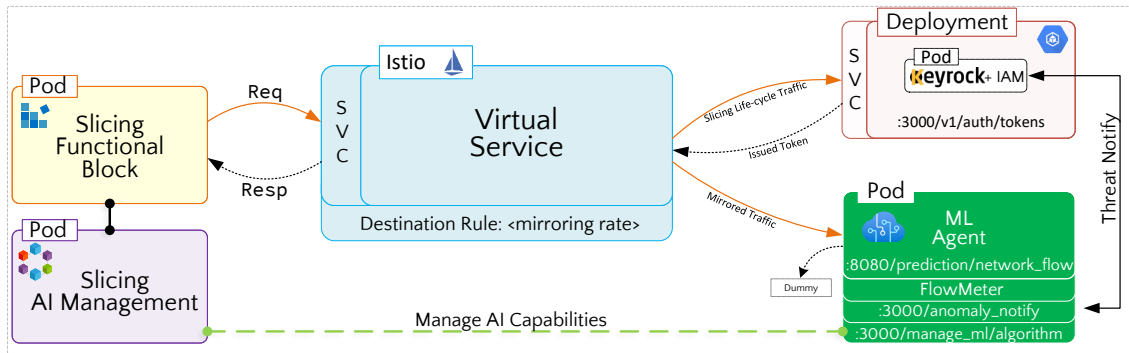 Pod
Slicing
Functional
Block
Pod
Slicing
AI Management
Req
Resp
Istio
S
V
C
Virtual
Service
Destination Rule: <mirroring rate>
Slicing Life-cycle Traffic
Issued Token
Mirrored Traffic
Deployment
S
V
C
Pod
keyrock+ IAM
:3000/v1/auth/tokens
Threat Notify
Pod
ML
Agent
:8080/prediction/network_flow
FlowMeter
:3000/anomaly_notify
:3000/manage_ml/algorithm
Dummy
Manage AI Capabilities